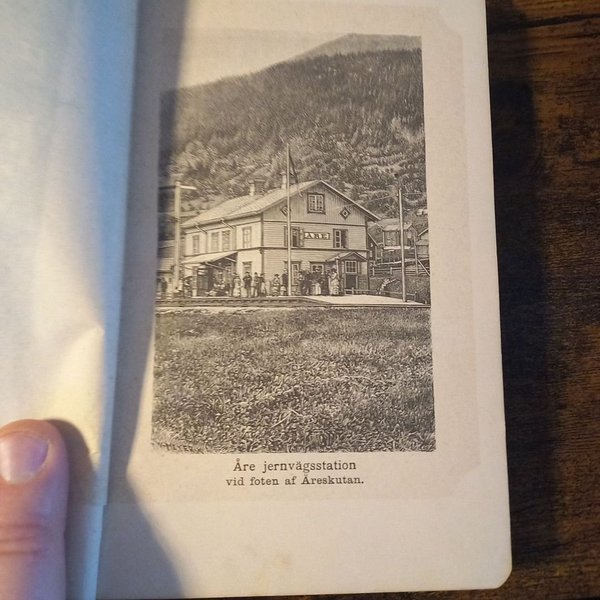 ÅRE
Åre jernvägsstation
vid foten af Åreskutan.